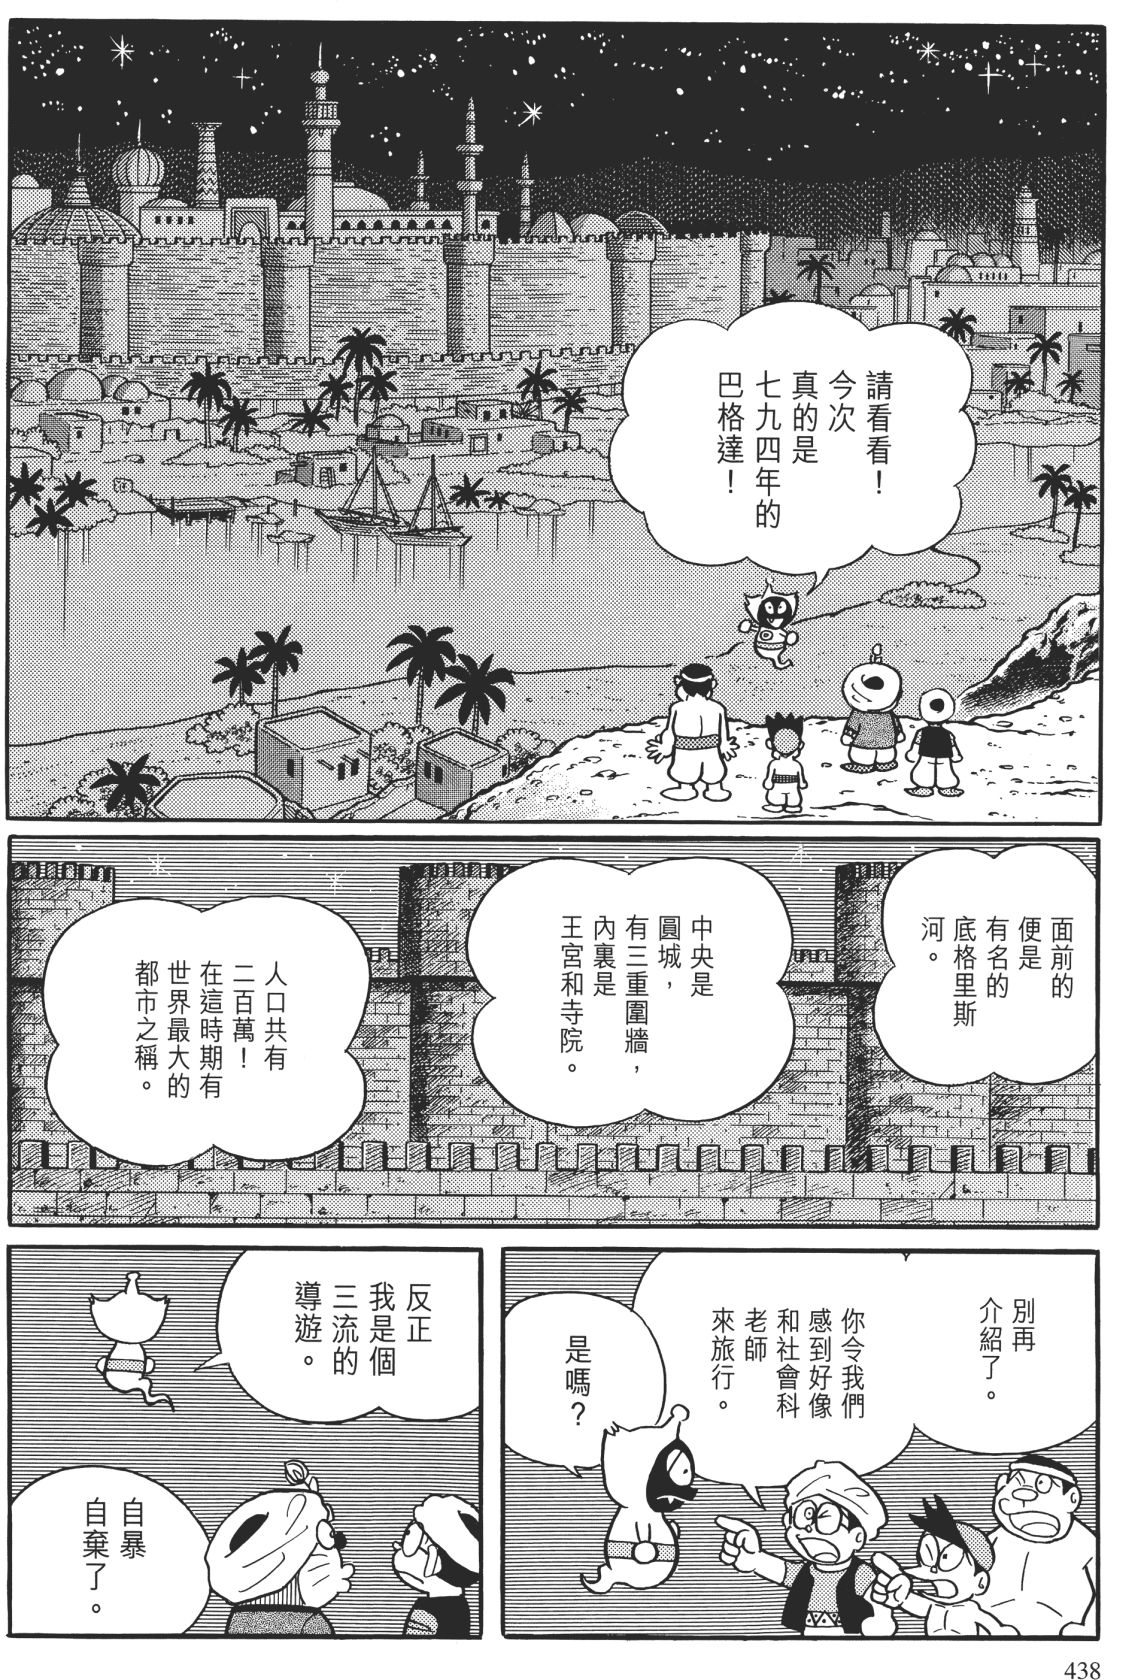 請看看！
今次
真的是
七九四年的
巴格達！
面前的
便是
有名的
底格里斯
河。
中央是
圓城，
有三重圍牆，
內裏是
王宮和寺院。
人口共有
二百萬！
在這時期有
世界最大的
都市之稱。
別再
介紹了。
你令我們
感到好像
和社會科
老師
來旅行。
是嗎？
反正
我是個
三流的
導遊。
自暴
自棄了。
438